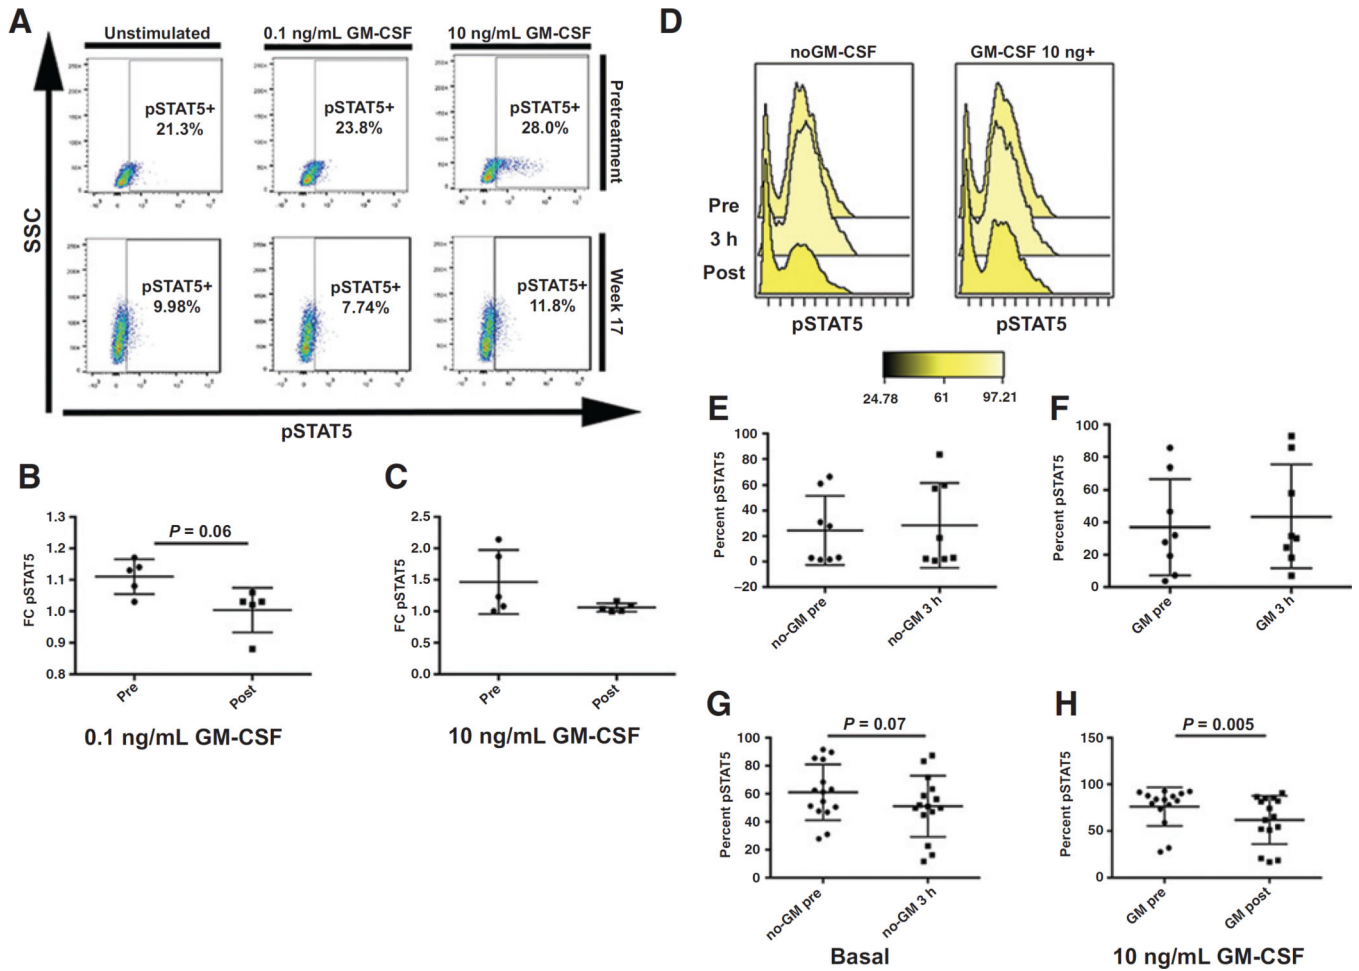 A
Unstimulated
0.1 ng/mL GM-CSF
10 ng/mL GM-CSF
pSTAT5+
21.3%
pSTAT5+
23.8%
pSTAT5+
28.0%
Pretreatment
SSC
pSTAT5+
9.98%
pSTAT5+
7.74%
pSTAT5+
11.8%
Week 17
pSTAT5
B
FC pSTAT5
1.3
1.2
1.1
1.0
0.9
0.8
P = 0.06
Pre
Post
0.1 ng/mL GM-CSF
C
FC pSTAT5
2.5
2.0
1.5
1.0
0.5
0.0
Pre
Post
10 ng/mL GM-CSF
D
noGM-CSF
GM-CSF 10 ng+
Pre
3 h
Post
pSTAT5
pSTAT5
24.78
61
97.21
E
Percent pSTAT5
100
80
60
40
20
0
–20
no-GM pre
no-GM 3 h
F
Percent pSTAT5
100
80
60
40
20
0
GM pre
GM 3 h
G
Percent pSTAT5
100
80
60
40
20
0
P = 0.07
no-GM pre
no-GM 3 h
Basal
H
Percent pSTAT5
150
100
50
0
P = 0.005
GM pre
GM post
10 ng/mL GM-CSF